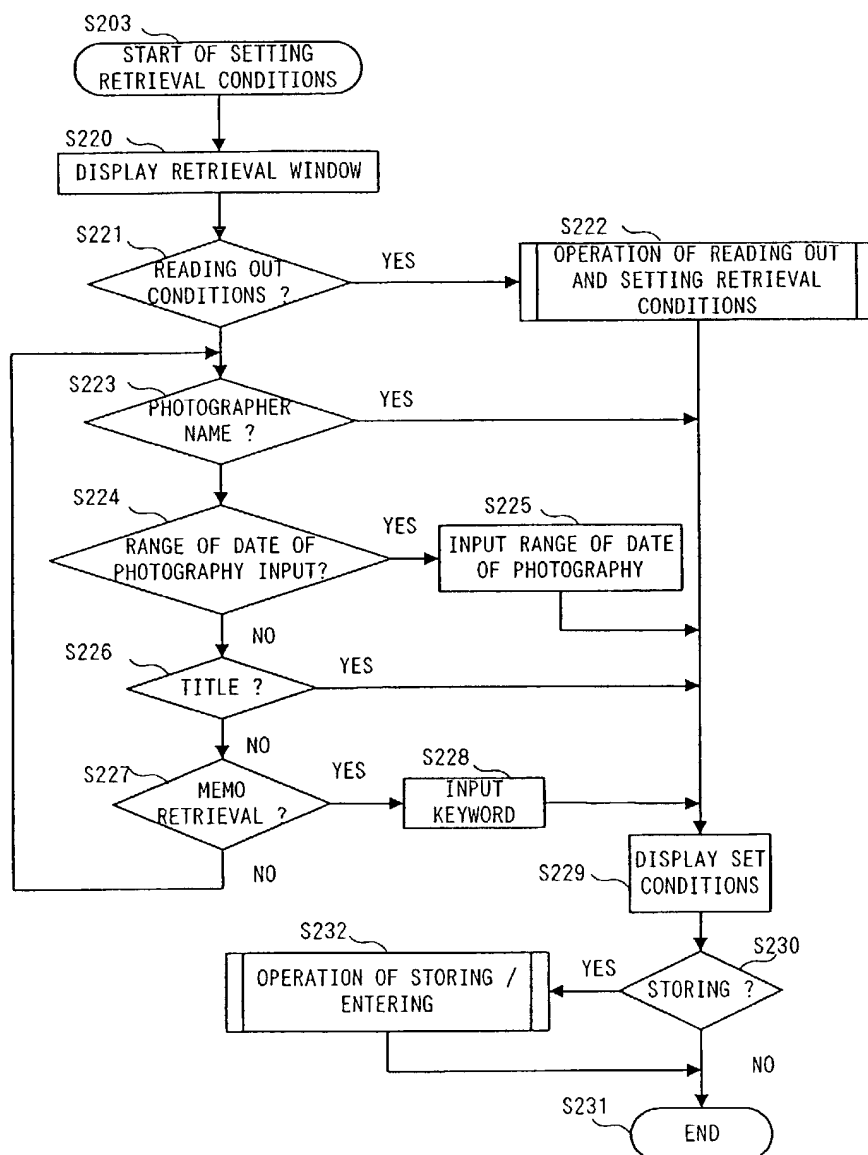 S203
START OF SETTING
RETRIEVAL CONDITIONS
S220
DISPLAY RETRIEVAL WINDOW
S221
READING OUT
CONDITIONS ?
YES
S222
OPERATION OF READING OUT
AND SETTING RETRIEVAL
CONDITIONS
S223
PHOTOGRAPHER
NAME ?
YES
S224
RANGE OF DATE OF
PHOTOGRAPHY INPUT?
YES
S225
INPUT RANGE OF DATE
OF PHOTOGRAPHY
NO
S226
TITLE ?
YES
NO
S227
MEMO
RETRIEVAL ?
YES
S228
INPUT
KEYWORD
NO
S229
DISPLAY SET
CONDITIONS
S230
STORING ?
YES
S232
OPERATION OF STORING /
ENTERING
NO
S231
END